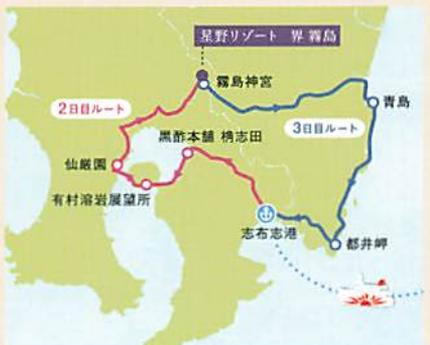 星野リゾート 界 霧島
霧島神宮
2日目ルート
青島
3日目ルート
黒酢本舗 桷志田
仙厳園
有村溶岩展望所
志布志港
都井岬